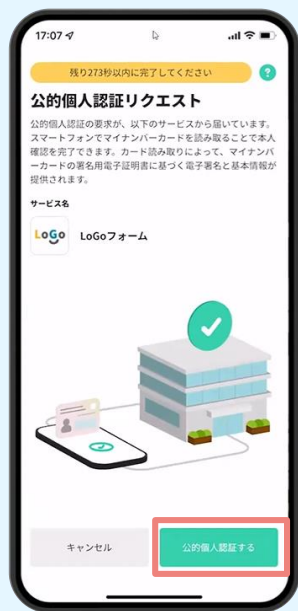 17:07
残り273秒以内に完了してください
?
公的個人認証リクエスト
公的個人認証の要求が、以下のサービスから届いています。
スマートフォンでマイナンバーカードを読み取ることで本人
確認を完了できます。カード読み取りによって、マイナンバ
ーカードの署名用電子証明書に基づく電子署名と基本情報が
提供されます。
サービス名
LoGo
LoGoフォーム
キャンセル
公的個人認証する